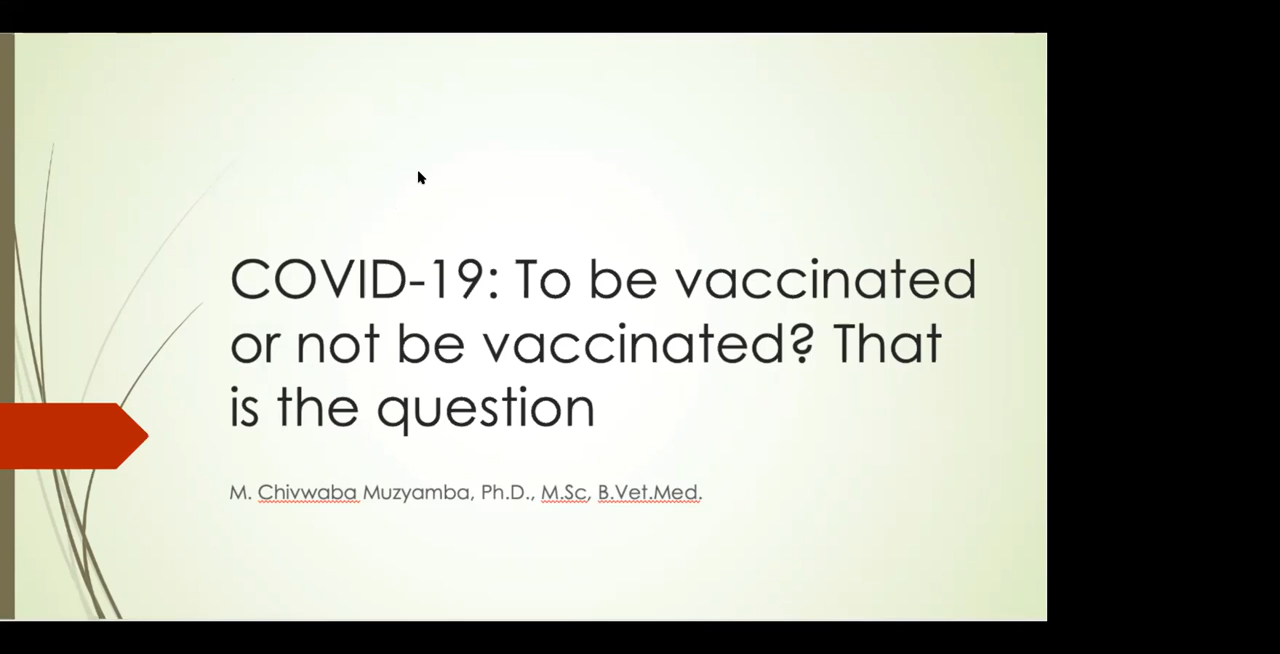 COVID-19: To be vaccinated
or not be vaccinated? That
is the question
M. Chivwaba Muzyamba, Ph.D., M.Sc, B.Vet.Med.